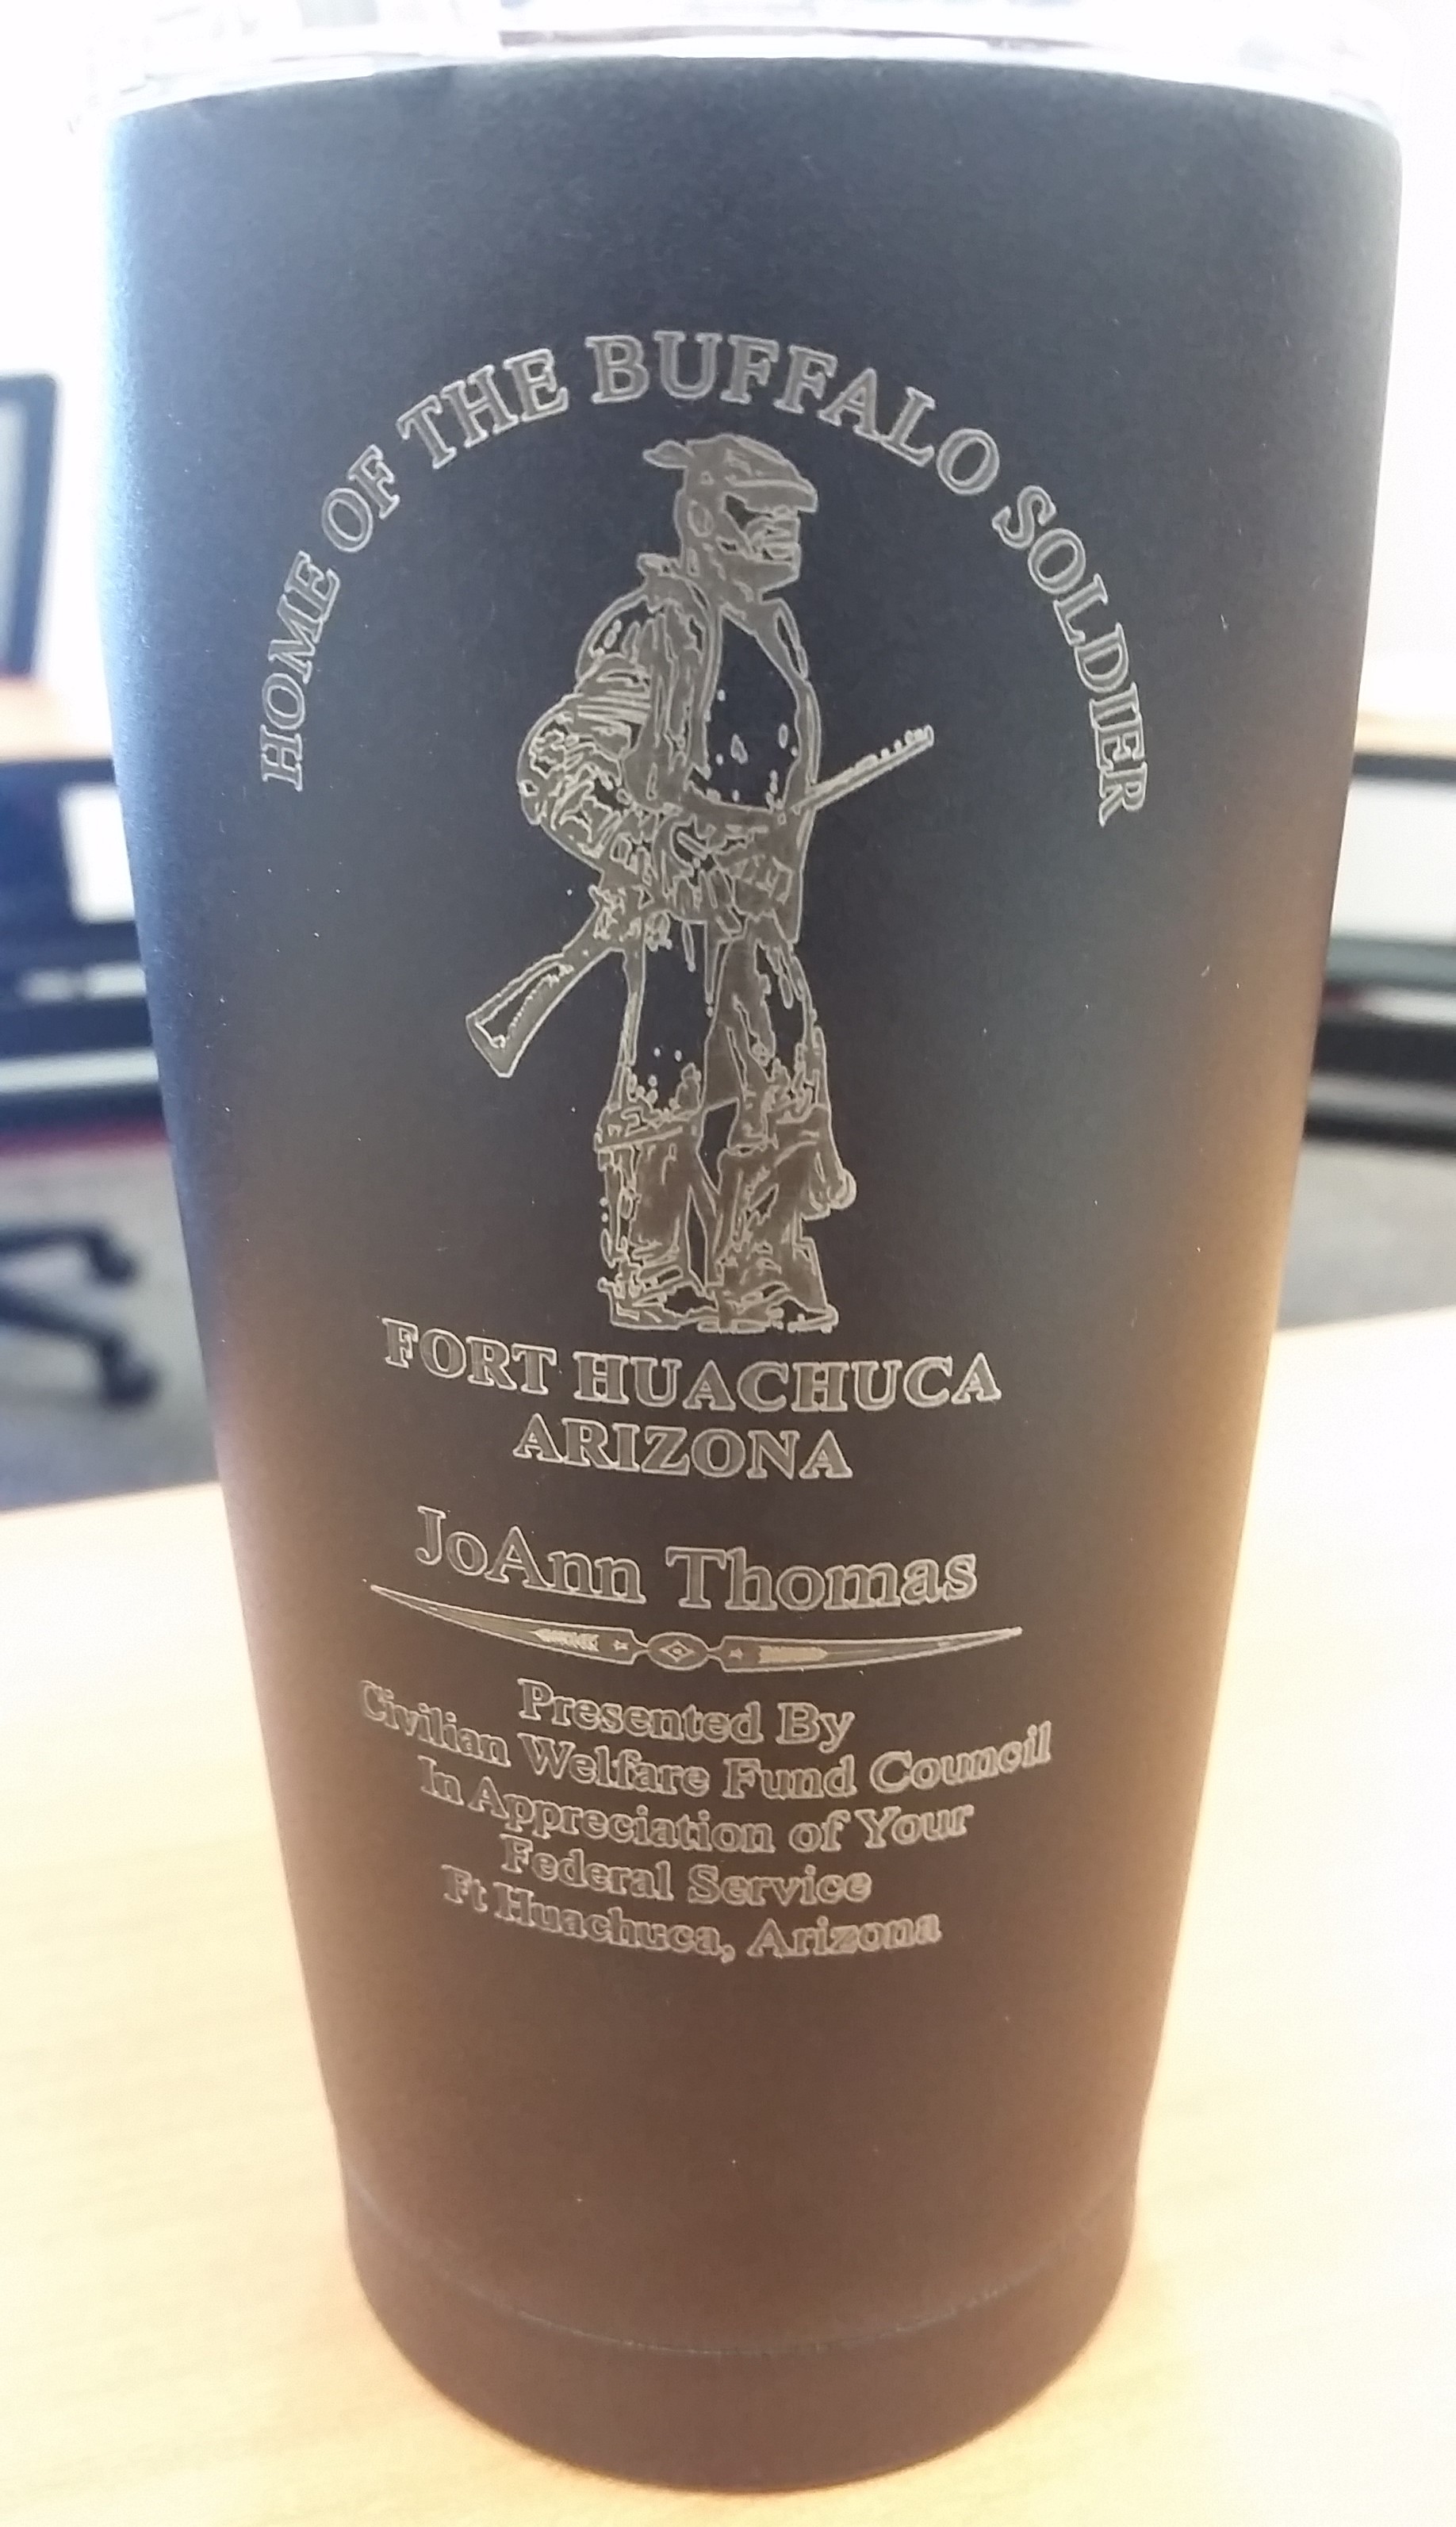 HOME OF THE BUFFALO SOLDIER
FORT HUACHUCA
ARIZONA
JoAnn Thomas
Presented By
Civilian Welfare Fund Council
In Appreciation of Your
Federal Service
Ft Huachuca, Arizona